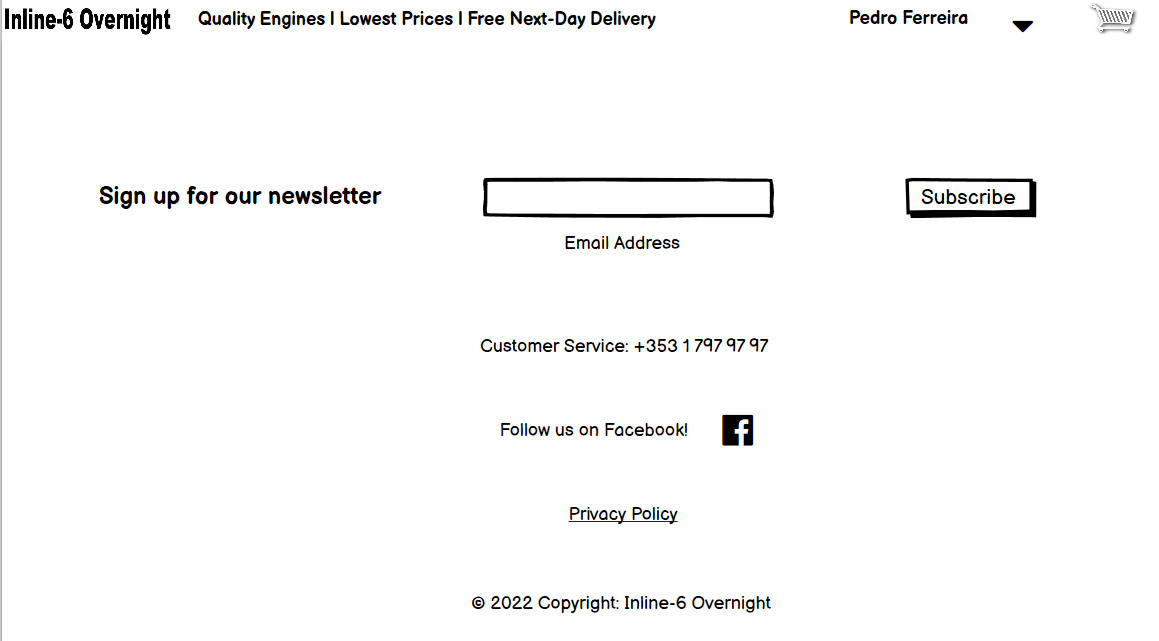 Inline-6 Overnight Quality Engines | Lowest Prices | Free Next-Day Delivery Pedro Ferreira
Sign up for our newsletter Subscribe
Email Address
Customer Service: +353 1 797 97 97
Follow us on Facebook!
Privacy Policy
© 2022 Copyright: Inline-6 Overnight